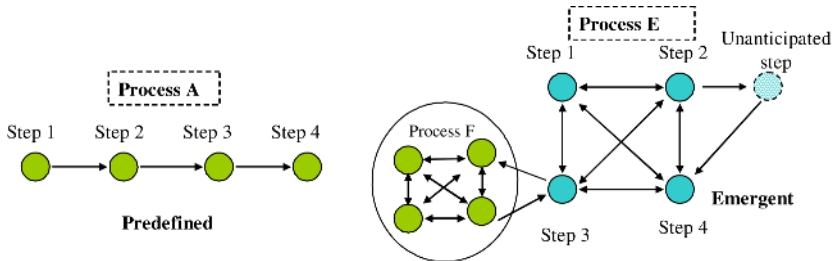 Process A
Step 1
Step 2
Step 3
Step 4
Predefined
Process E
Step 1
Step 2
Unanticipated
step
Process F
Step 3
Step 4
Emergent